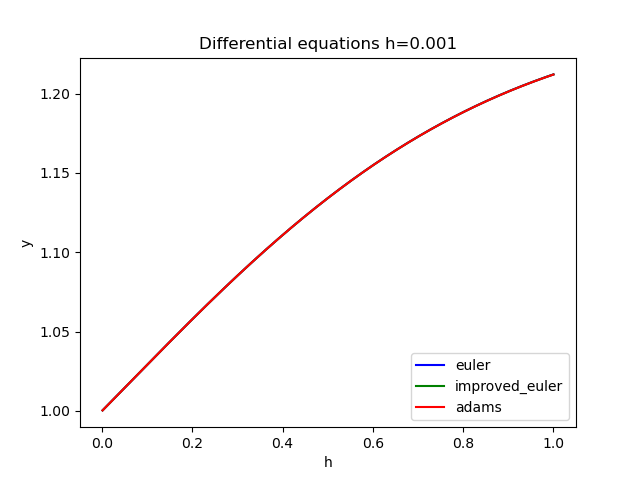 Differential equations h=0.001
1.20
1.15
1.10
1.05
1.00
y
0.0 0.2 0.4 0.6 0.8 1.0
h
euler
improved_euler
adams